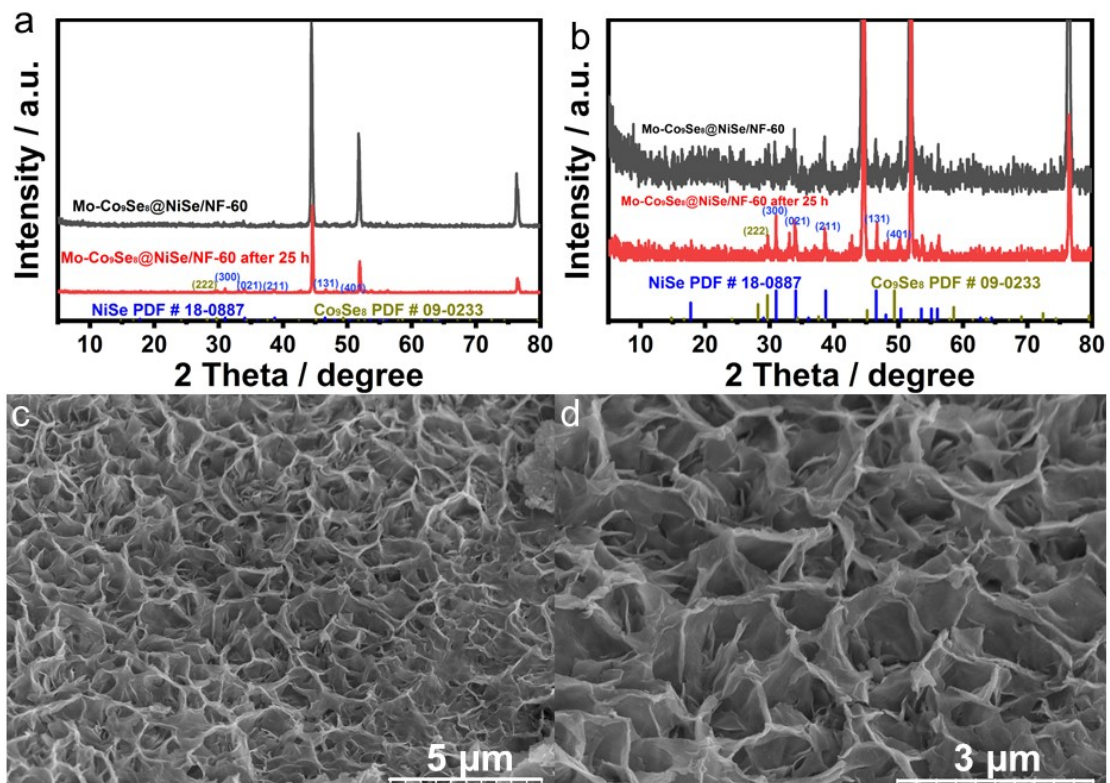 a
Intensity / a.u.
Mo-Co₉Se₈@NiSe/NF-60
Mo-Co₉Se₈@NiSe/NF-60 after 25 h
(222)
(300)
(021)
(211)
(131)
(401)
NiSe PDF # 18-0887
Co₉Se₈ PDF # 09-0233
10 20 30 40 50 60 70 80
2 Theta / degree
b
Intensity / a.u.
Mo-Co₉Se₈@NiSe/NF-60
Mo-Co₉Se₈@NiSe/NF-60 after 25 h
(222)
(300)
(021)
(211)
(131)
(401)
NiSe PDF # 18-0887
Co₉Se₈ PDF # 09-0233
10 20 30 40 50 60 70 80
2 Theta / degree
c
5 μm
d
3 μm